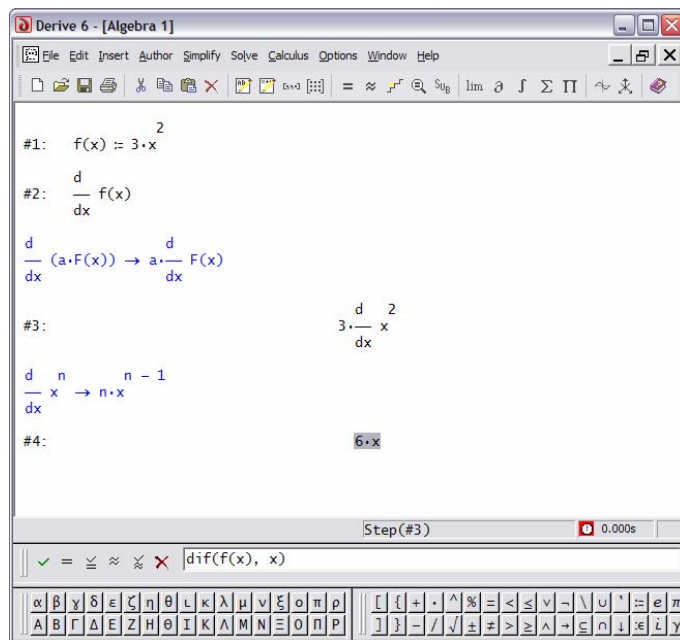 Derive 6 - [Algebra 1]
File Edit Insert Author Simplify Solve Calculus Options Window Help
= ≈ SUB lim ∂ ∫ Σ Π
2
#1: f(x) := 3·x
d
#2: — f(x)
dx
d d
— (a·F(x)) → a·— F(x)
dx dx
d 2
#3: 3·— x
dx
d n n - 1
— x → n·x
dx
#4: 6·x
Step(#3) 0.000s
dif(f(x), x)
α β γ δ ε ζ η θ ι κ λ μ ν ξ ο π ρ [ { + · ^ % = < ≤ ∨ ¬ \ ∪ ` := e π
Α Β Γ Δ Ε Ζ Η Θ Ι Κ Λ Μ Ν Ξ Ο Π Ρ ] } - / √ ± ≠ > ≥ ∧ → ⊆ ∩ ↓ :∈ i γ